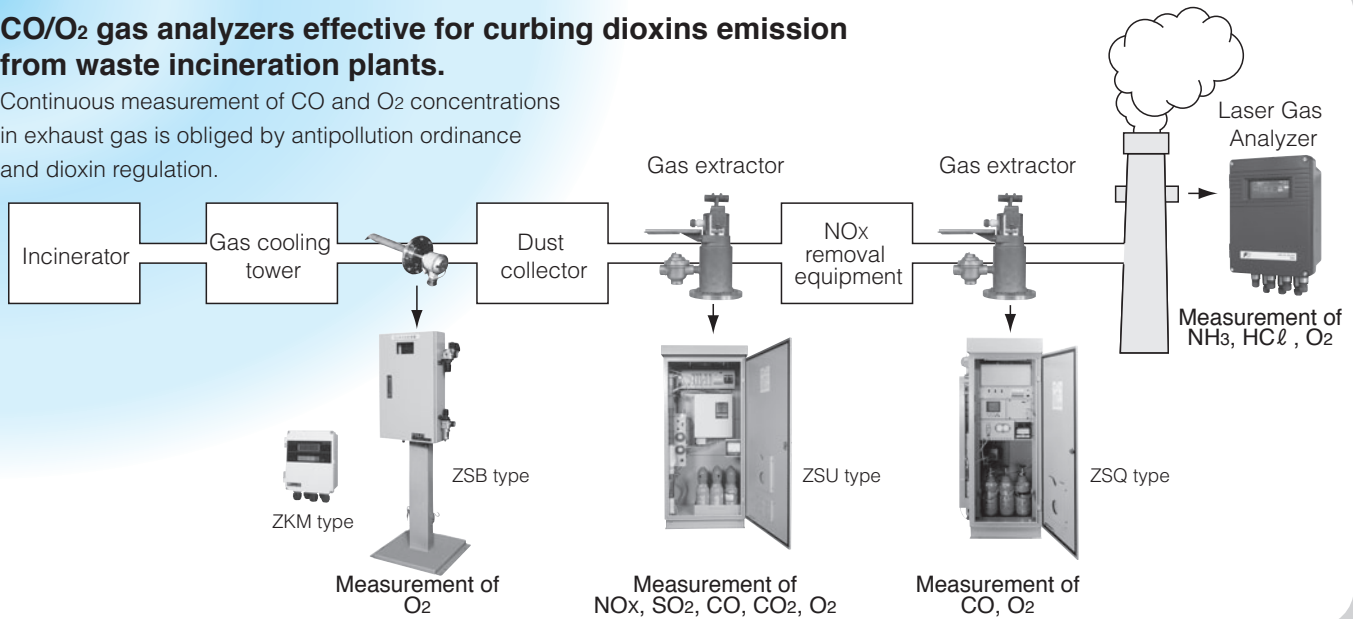 CO/O2 gas analyzers effective for curbing dioxins emission
from waste incineration plants.
Continuous measurement of CO and O2 concentrations
in exhaust gas is obliged by antipollution ordinance
and dioxin regulation.
Laser Gas
Analyzer
Gas extractor
Gas extractor
Incinerator
Gas cooling
tower
Dust
collector
NOx
removal
equipment
Measurement of
NH3, HCℓ , O2
ZKM type
ZSB type
ZSU type
ZSQ type
Measurement of
O2
Measurement of
NOx, SO2, CO, CO2, O2
Measurement of
CO, O2